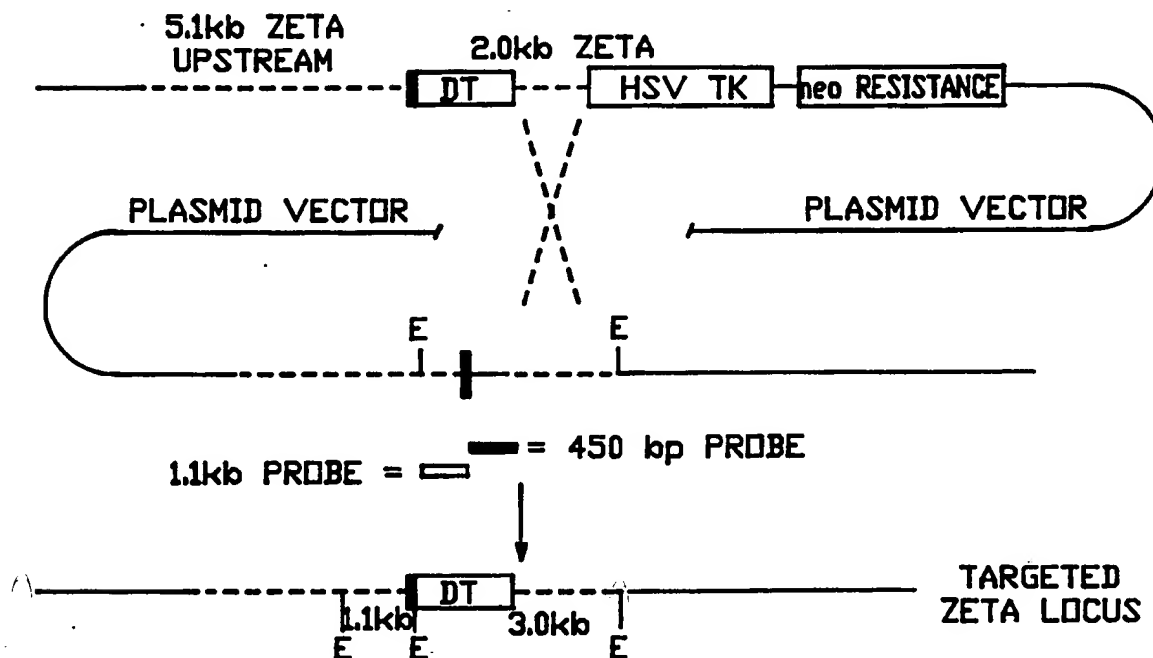 5.1kb ZETA
UPSTREAM
2.0kb ZETA
DT
HSV TK
neo RESISTANCE
PLASMID VECTOR
PLASMID VECTOR
E
E
= 450 bp PROBE
1.1kb PROBE =
DT
TARGETED
ZETA LOCUS
1.1kb
3.0kb
E
E
E